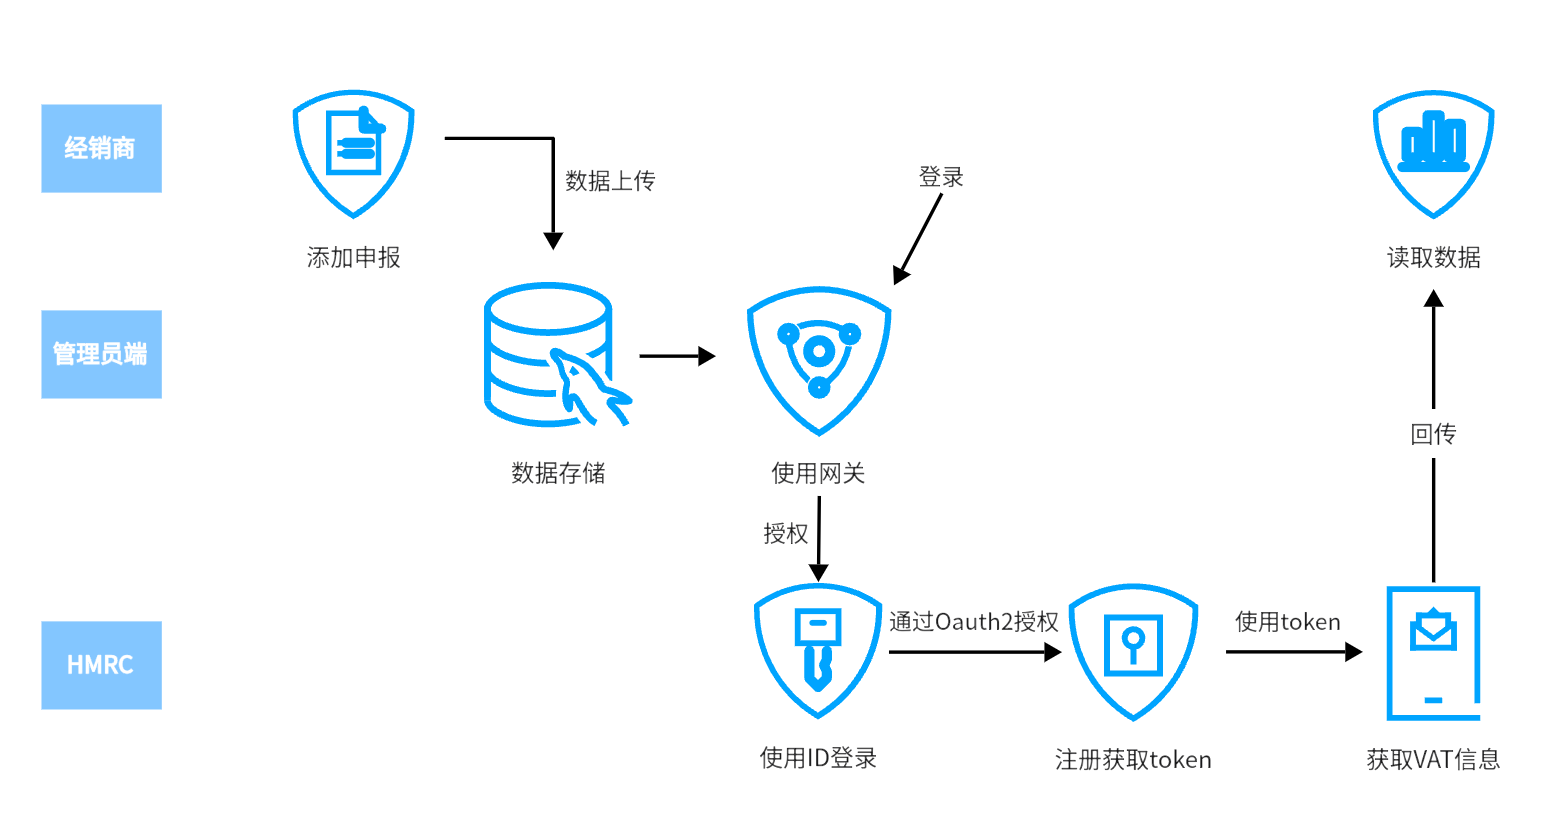 经销商
添加申报
数据上传
登录
读取数据
管理员端
数据存储
使用网关
回传
授权
HMRC
通过Oauth2授权
使用token
使用ID登录
注册获取token
获取VAT信息